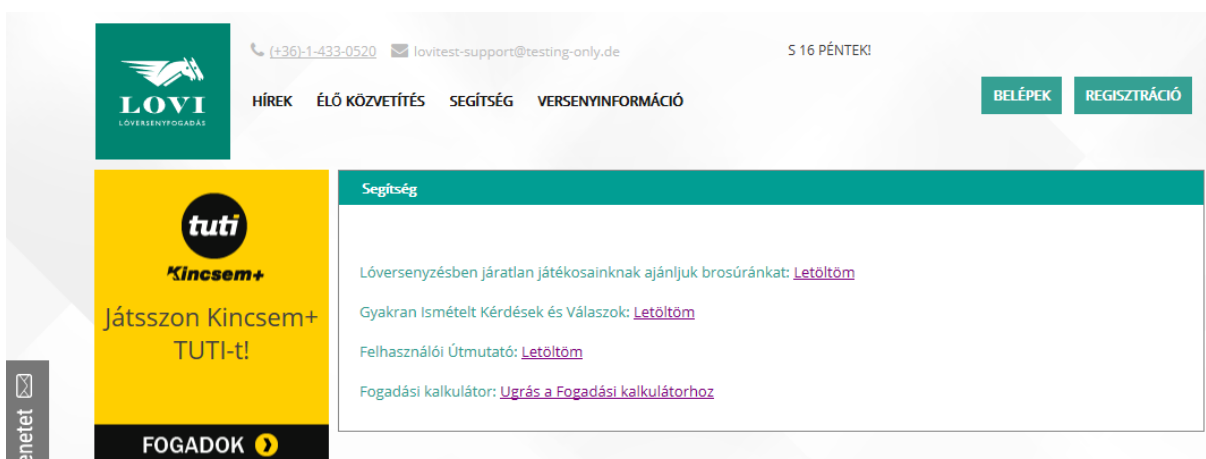 (+36)-1-433-0520 lovitest-support@testing-only.de S 16 PÉNTEK!
LOVI
LÓVERSENYFOGADÁS
HÍREK ÉLŐ KÖZVETÍTÉS SEGÍTSÉG VERSENYINFORMÁCIÓ
BELÉPEK REGISZTRÁCIÓ
tuti
Kincsem+
Játsszon Kincsem+
TUTI-t!
FOGADOK
Segítség
Lóversenyzésben járatlan játékosainknak ajánljuk brosúránkat: Letöltöm
Gyakran Ismételt Kérdések és Válaszok: Letöltöm
Felhasználói Útmutató: Letöltöm
Fogadási kalkulátor: Ugrás a Fogadási kalkulátorhoz
enetet